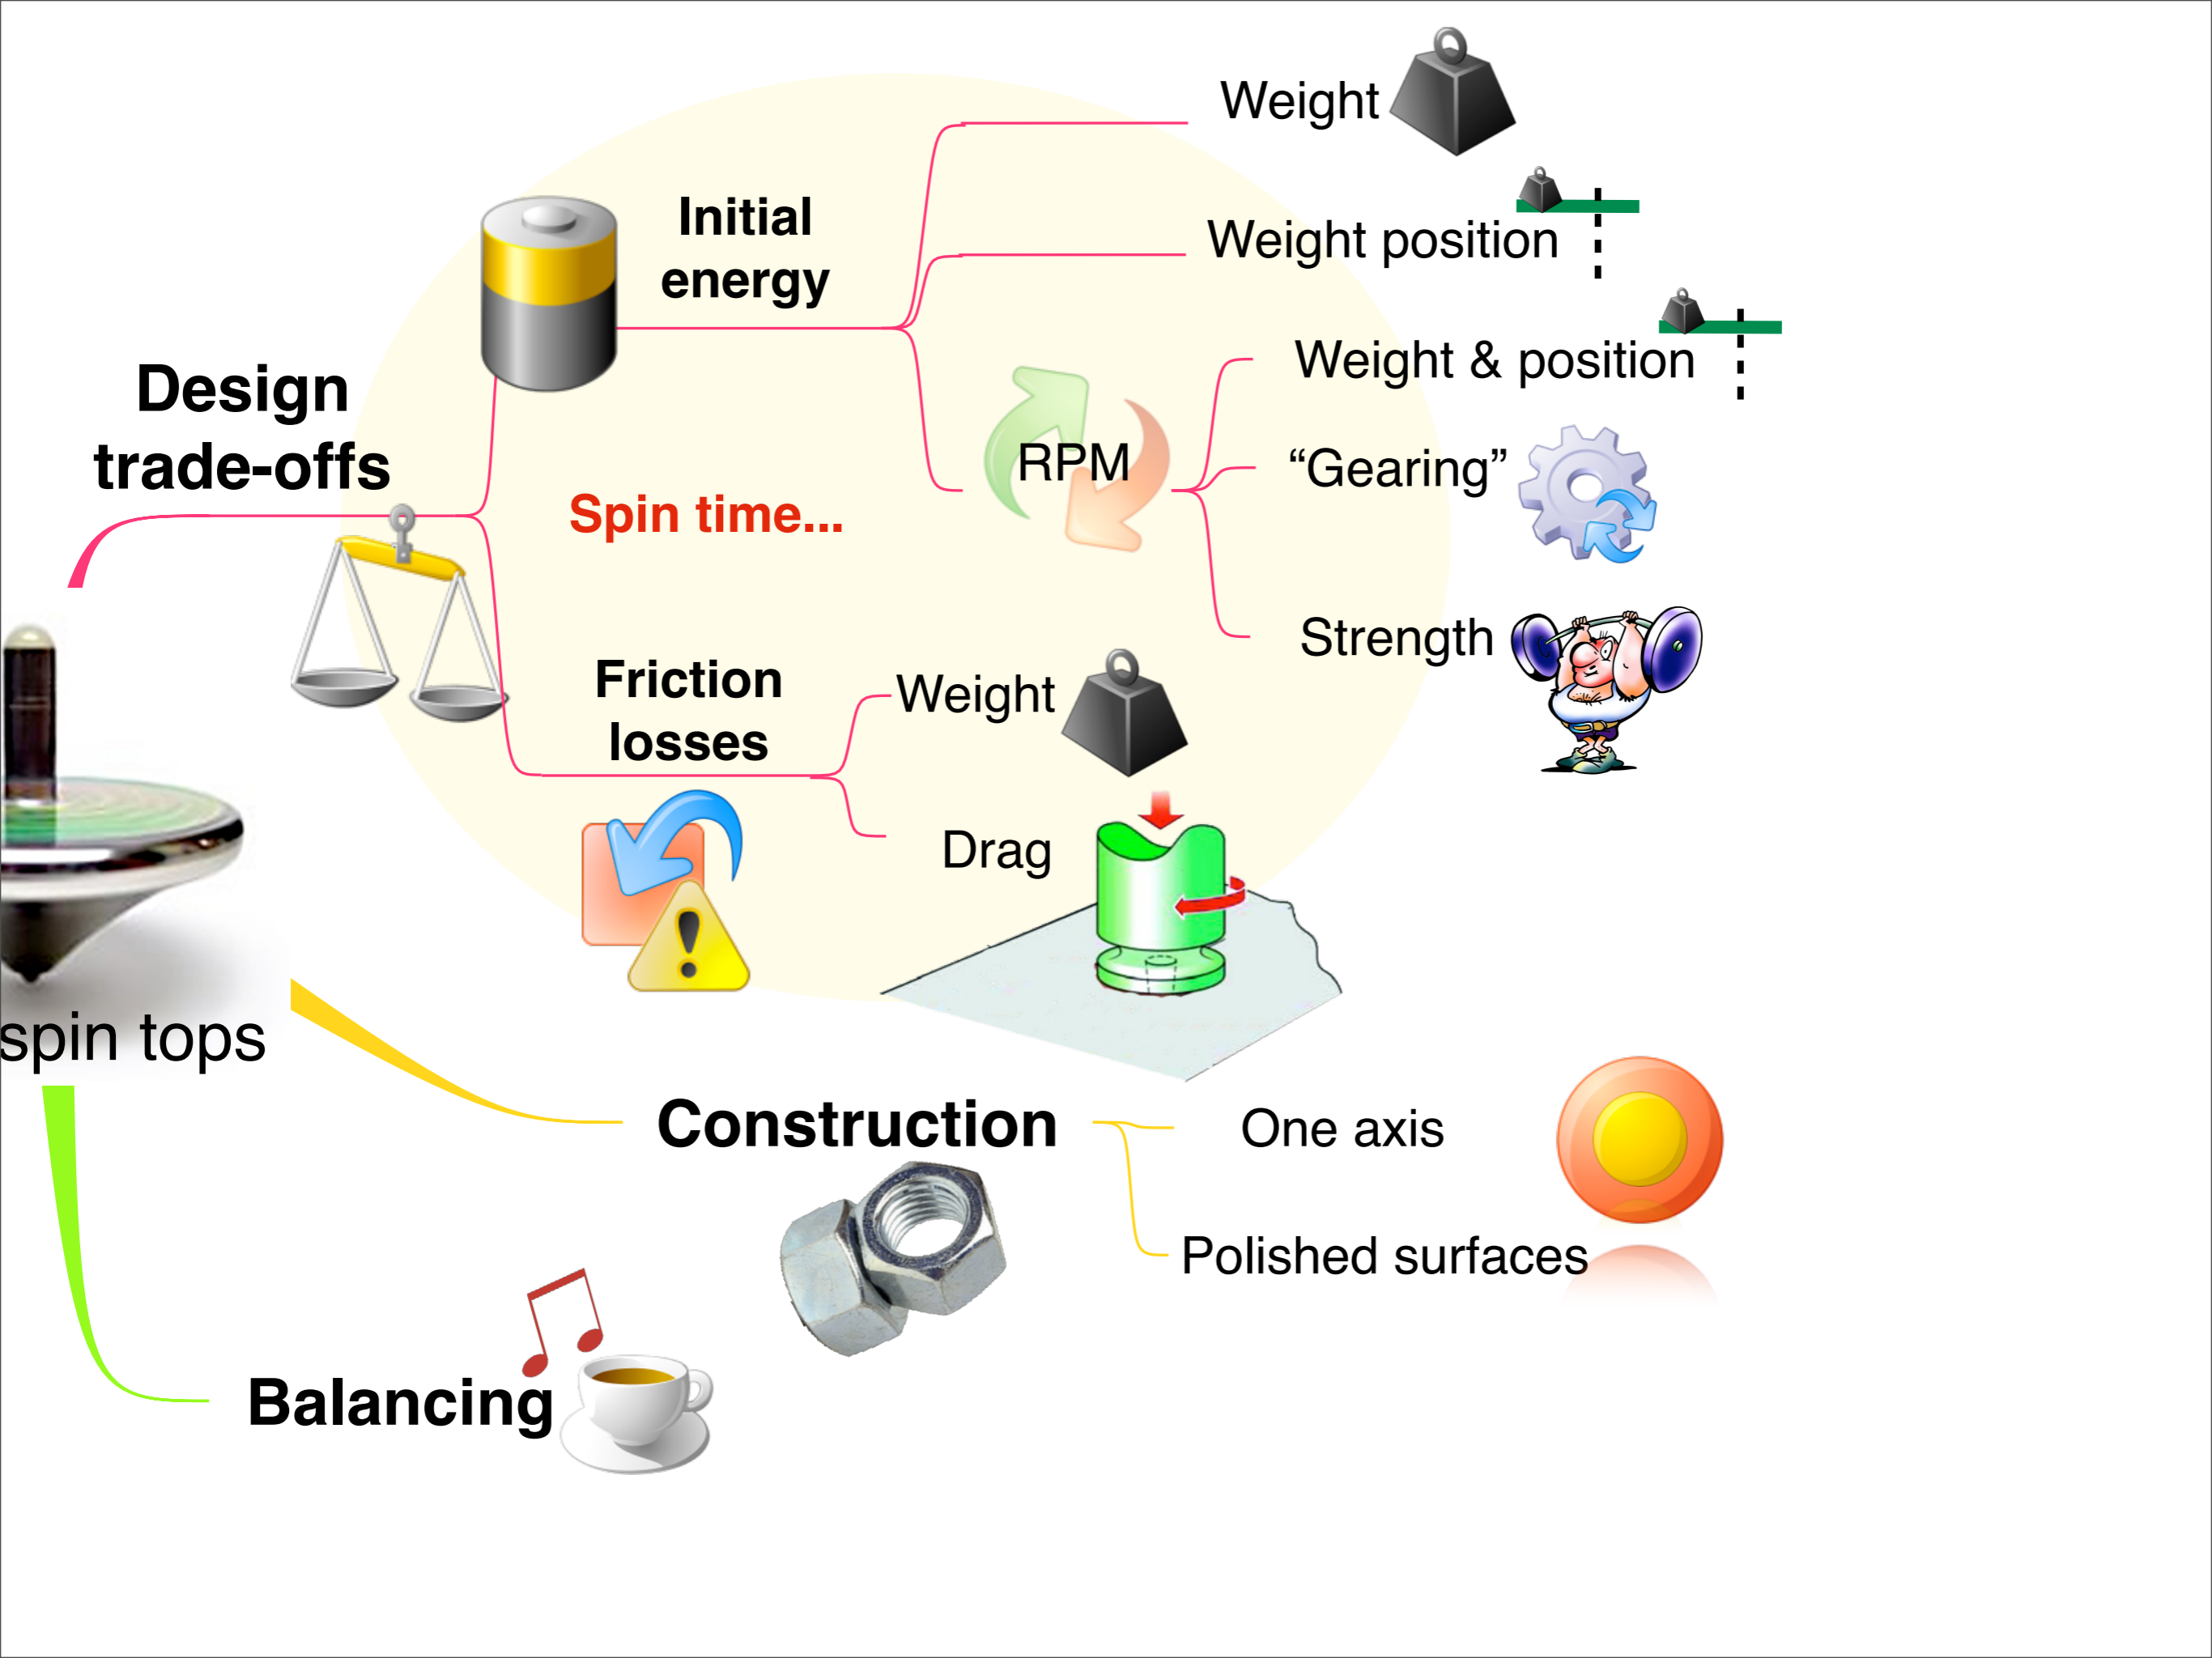 Weight
Weight position
Initial
energy
Weight & position
Design
trade-offs
RPM
“Gearing”
Spin time...
Strength
Friction
losses
Weight
Drag
spin tops
Construction
One axis
Polished surfaces
Balancing